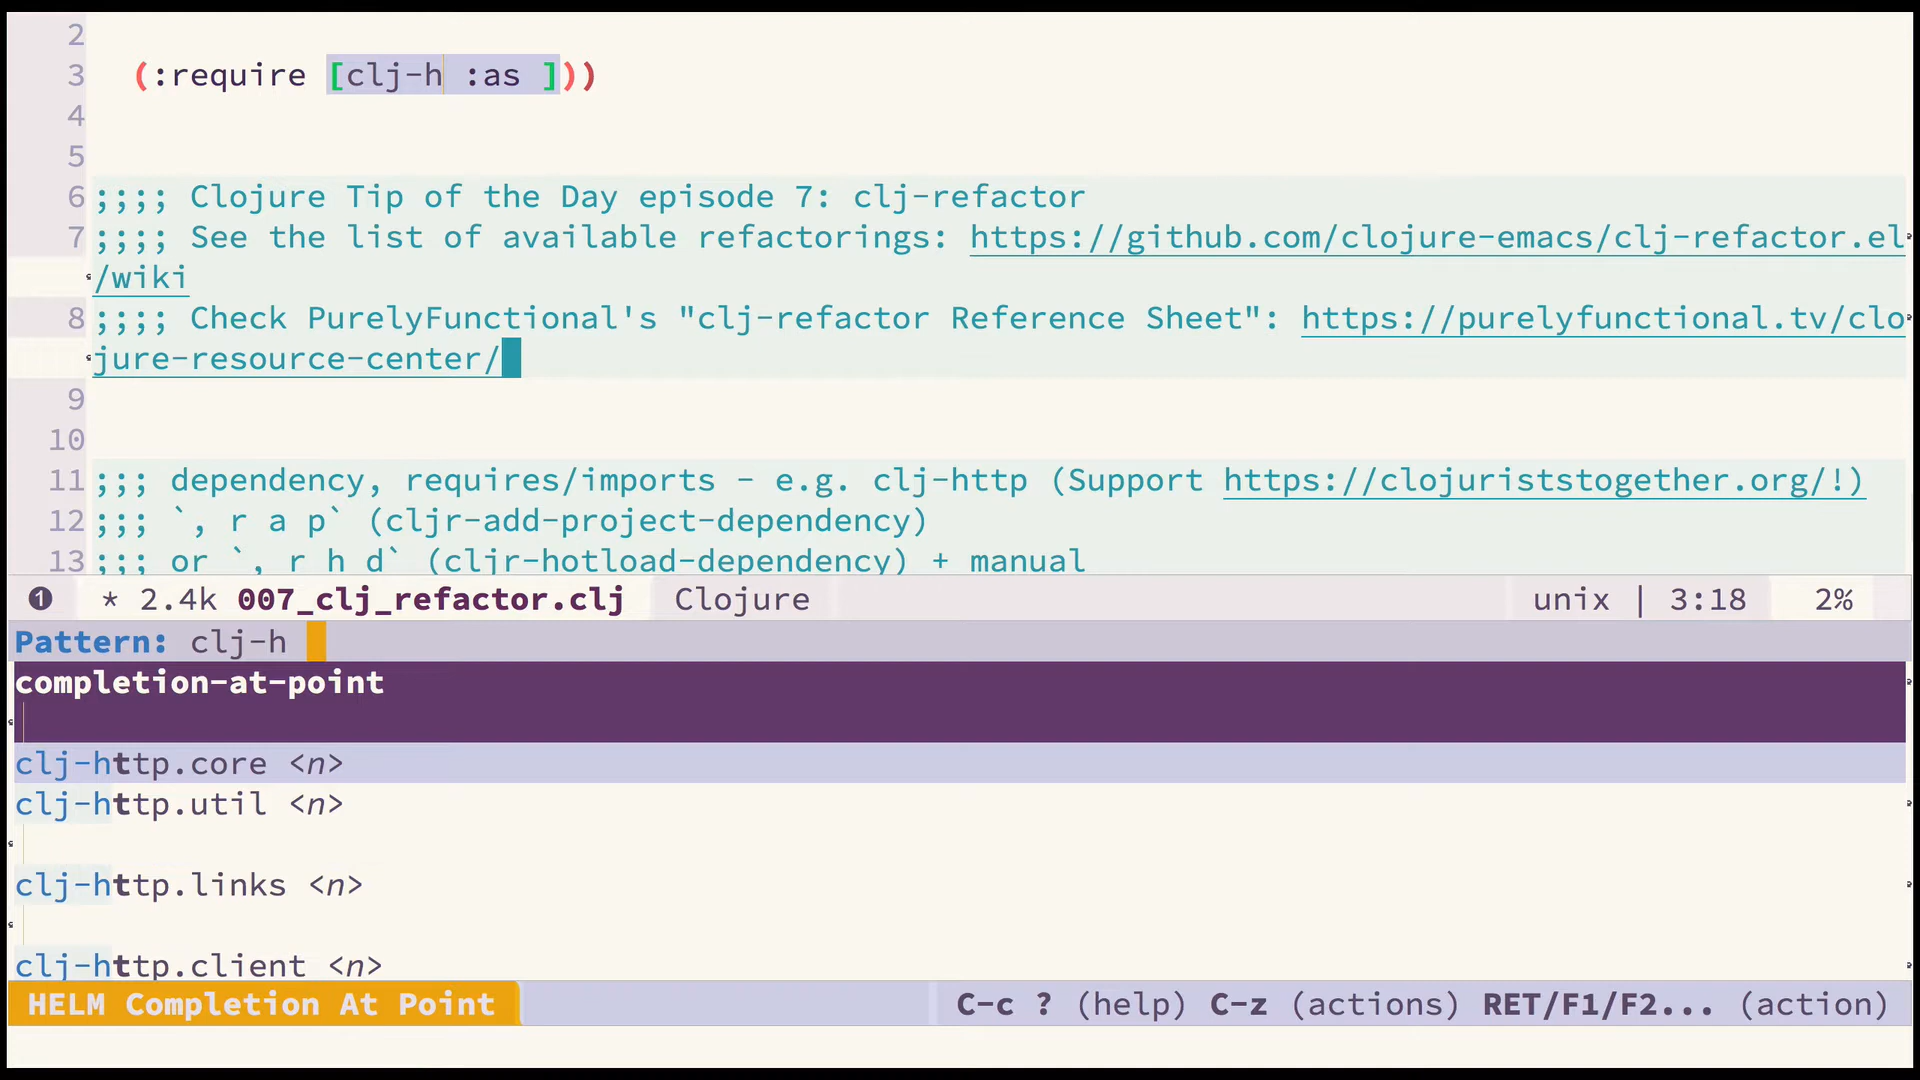 2
3 (:require [clj-h :as ]))
4
5
6 ;;;; Clojure Tip of the Day episode 7: clj-refactor
7 ;;;; See the list of available refactorings: https://github.com/clojure-emacs/clj-refactor.el
/wiki
8 ;;;; Check PurelyFunctional's "clj-refactor Reference Sheet": https://purelyfunctional.tv/clo
jure-resource-center/
9
10
11 ;;; dependency, requires/imports - e.g. clj-http (Support https://clojuriststogether.org/!)
12 ;;; `, r a p` (cljr-add-project-dependency)
13 ;;; or `, r h d` (cljr-hotload-dependency) + manual
❶ * 2.4k 007_clj_refactor.clj Clojure unix | 3:18 2%
Pattern: clj-h
completion-at-point
clj-http.core <n>
clj-http.util <n>
clj-http.links <n>
clj-http.client <n>
HELM Completion At Point C-c ? (help) C-z (actions) RET/F1/F2... (action)